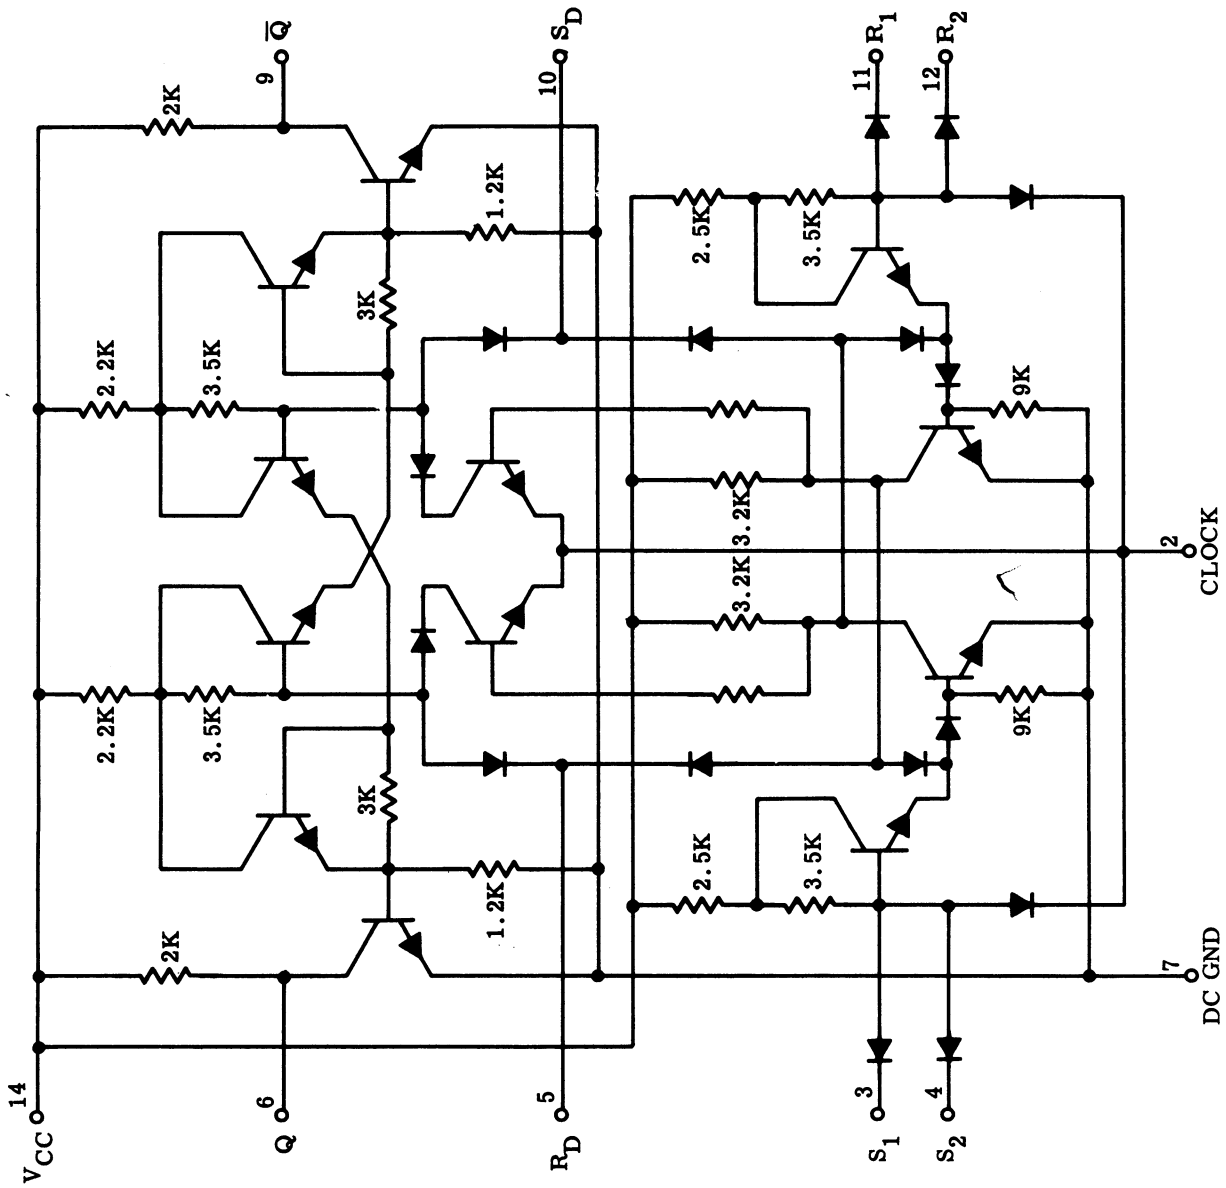 V_CC 14
2.2K
2.2K
2K
2K
3.5K
3.5K
Q 6
9 Q̅
3K
3K
1.2K
1.2K
R_D 5
10 S_D
2.5K
2.5K
3.2K
3.2K
3.5K
3.5K
S_1 3
11 R_1
S_2 4
12 R_2
9K
9K
7
DC GND
2
CLOCK